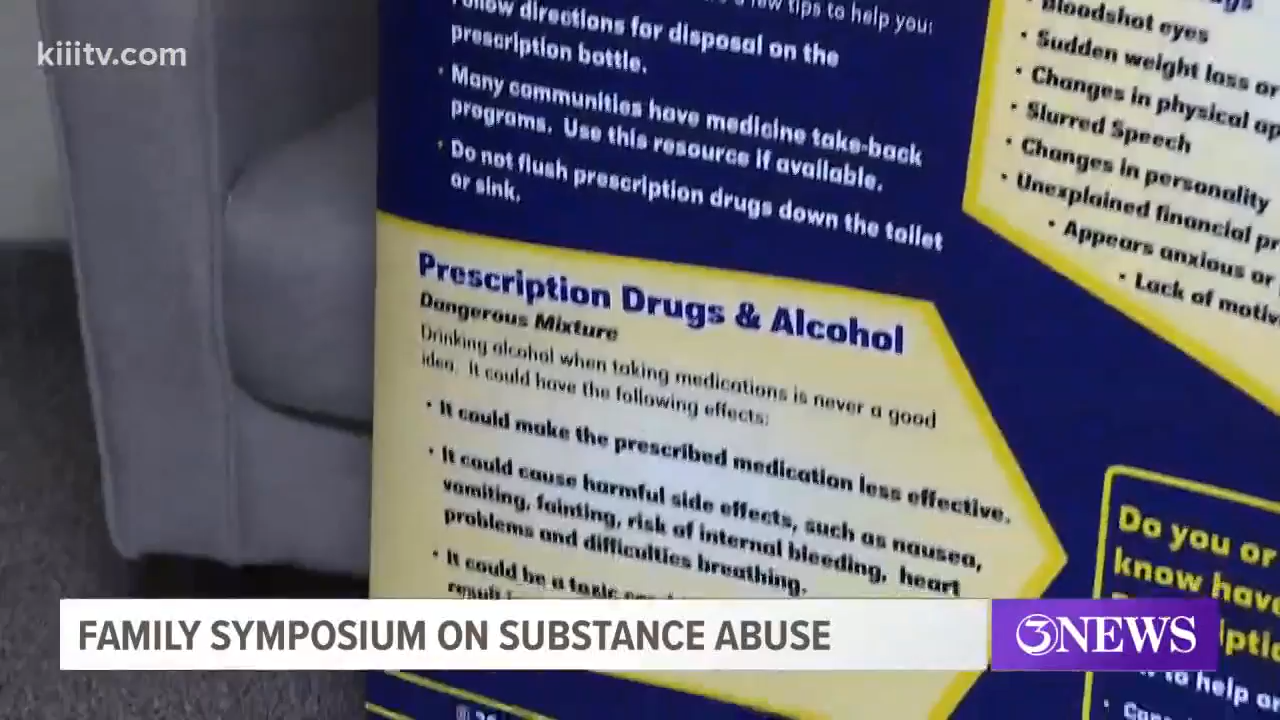 kiiitv.com
few tips to help you:
Follow directions for disposal on the
prescription bottle.
• Many communities have medicine take-back
programs. Use this resource if available.
• Do not flush prescription drugs down the toilet
or sink.
• Bloodshot eyes
• Sudden weight loss or
• Changes in physical
• Slurred Speech
• Changes in personality
• Unexplained financial
• Appears anxious or
• Lack of
Prescription Drugs & Alcohol
Dangerous Mixture
Drinking alcohol when taking medications is never a good
idea. It could have the following effects:
• It could make the prescribed medication less effective.
• It could cause harmful side effects, such as nausea,
vomiting, fainting, risk of internal bleeding, heart
problems and difficulties breathing.
• It could be a toxic
Do you or
know
to help
FAMILY SYMPOSIUM ON SUBSTANCE ABUSE
3NEWS